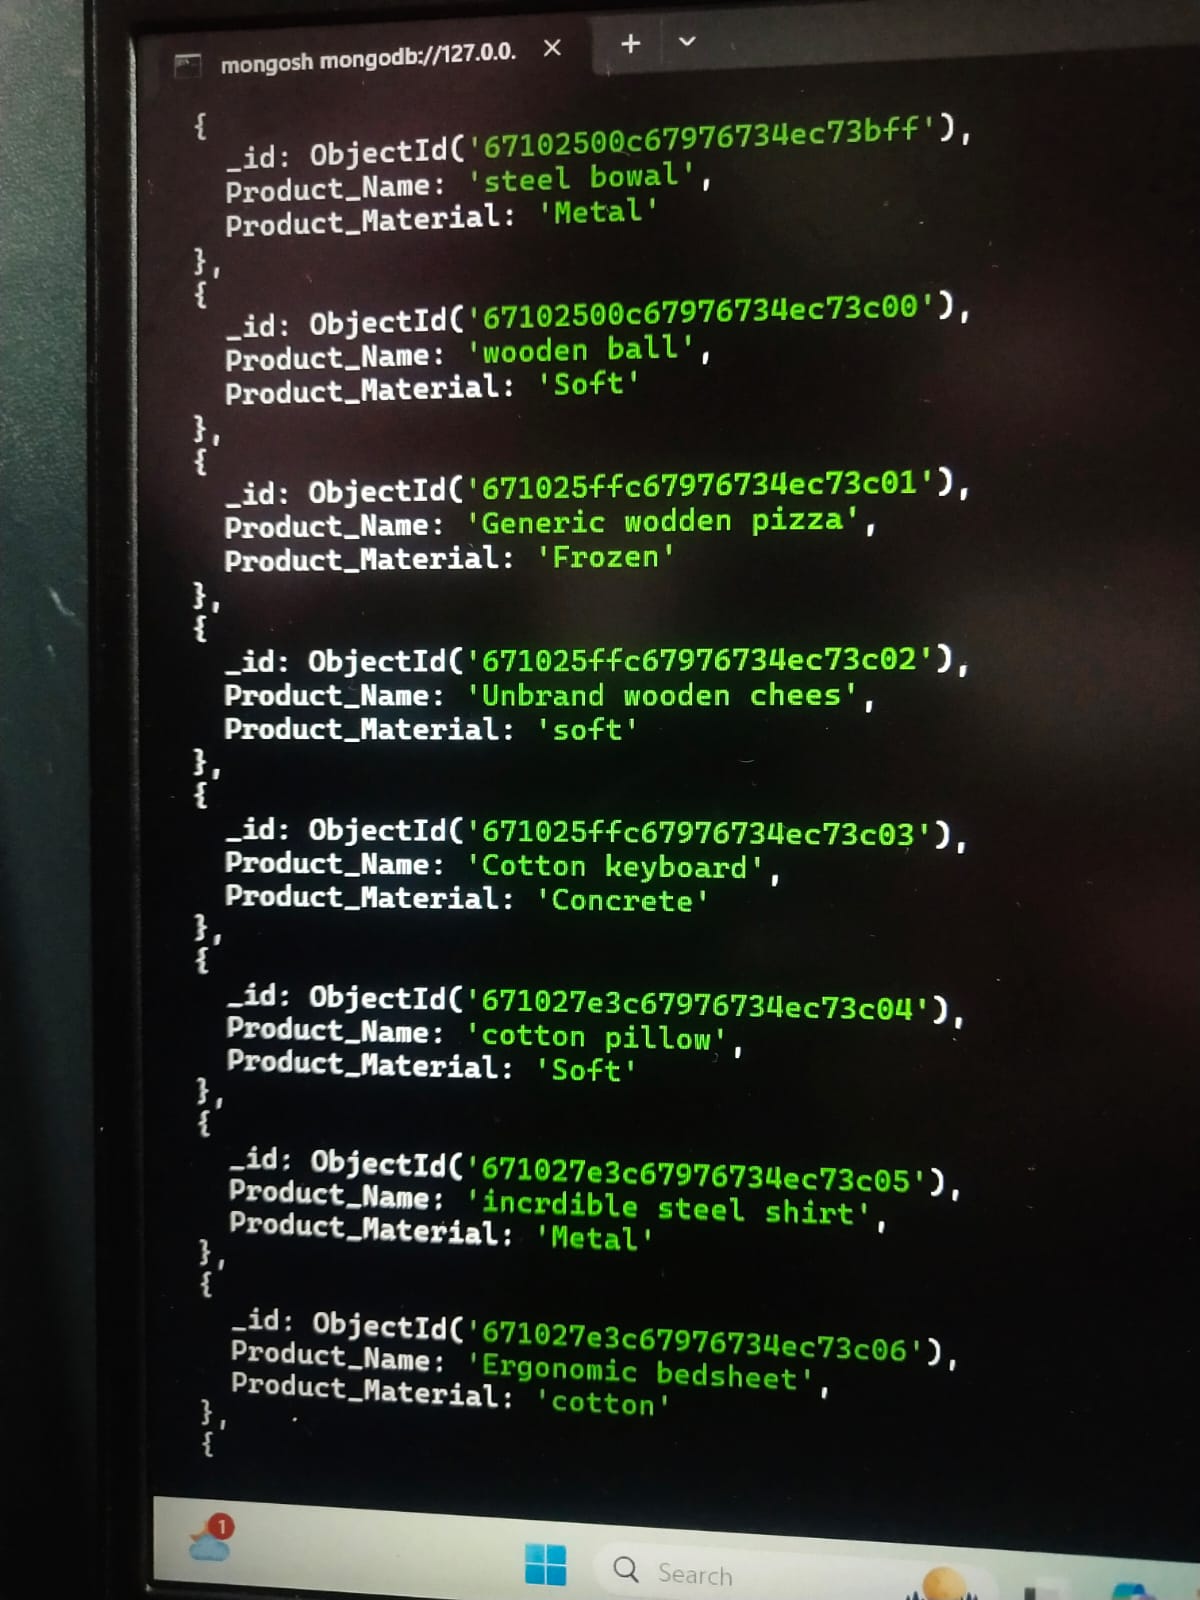 mongosh mongodb://127.0.0.
{
_id: ObjectId('67102500c67976734ec73bff'),
Product_Name: 'steel bowal',
Product_Material: 'Metal'
},
{
_id: ObjectId('67102500c67976734ec73c00'),
Product_Name: 'wooden ball',
Product_Material: 'Soft'
},
{
_id: ObjectId('671025ffc67976734ec73c01'),
Product_Name: 'Generic wodden pizza',
Product_Material: 'Frozen'
},
{
_id: ObjectId('671025ffc67976734ec73c02'),
Product_Name: 'Unbrand wooden chees',
Product_Material: 'soft'
},
{
_id: ObjectId('671025ffc67976734ec73c03'),
Product_Name: 'Cotton keyboard',
Product_Material: 'Concrete'
},
{
_id: ObjectId('671027e3c67976734ec73c04'),
Product_Name: 'cotton pillow',
Product_Material: 'Soft'
},
{
_id: ObjectId('671027e3c67976734ec73c05'),
Product_Name: 'incrdible steel shirt',
Product_Material: 'Metal'
},
{
_id: ObjectId('671027e3c67976734ec73c06'),
Product_Name: 'Ergonomic bedsheet',
Product_Material: 'cotton'
},
{
1
Search